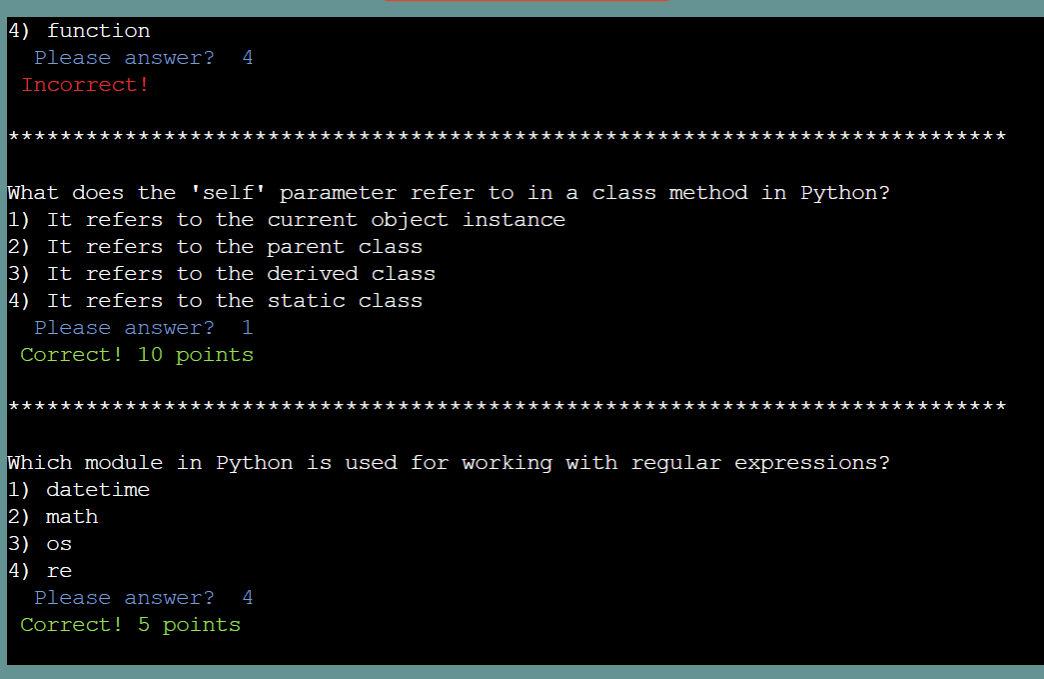 4) function
Please answer? 4
Incorrect!
*****************************************************************************
What does the 'self' parameter refer to in a class method in Python?
1) It refers to the current object instance
2) It refers to the parent class
3) It refers to the derived class
4) It refers to the static class
Please answer? 1
Correct! 10 points
*****************************************************************************
Which module in Python is used for working with regular expressions?
1) datetime
2) math
3) os
4) re
Please answer? 4
Correct! 5 points